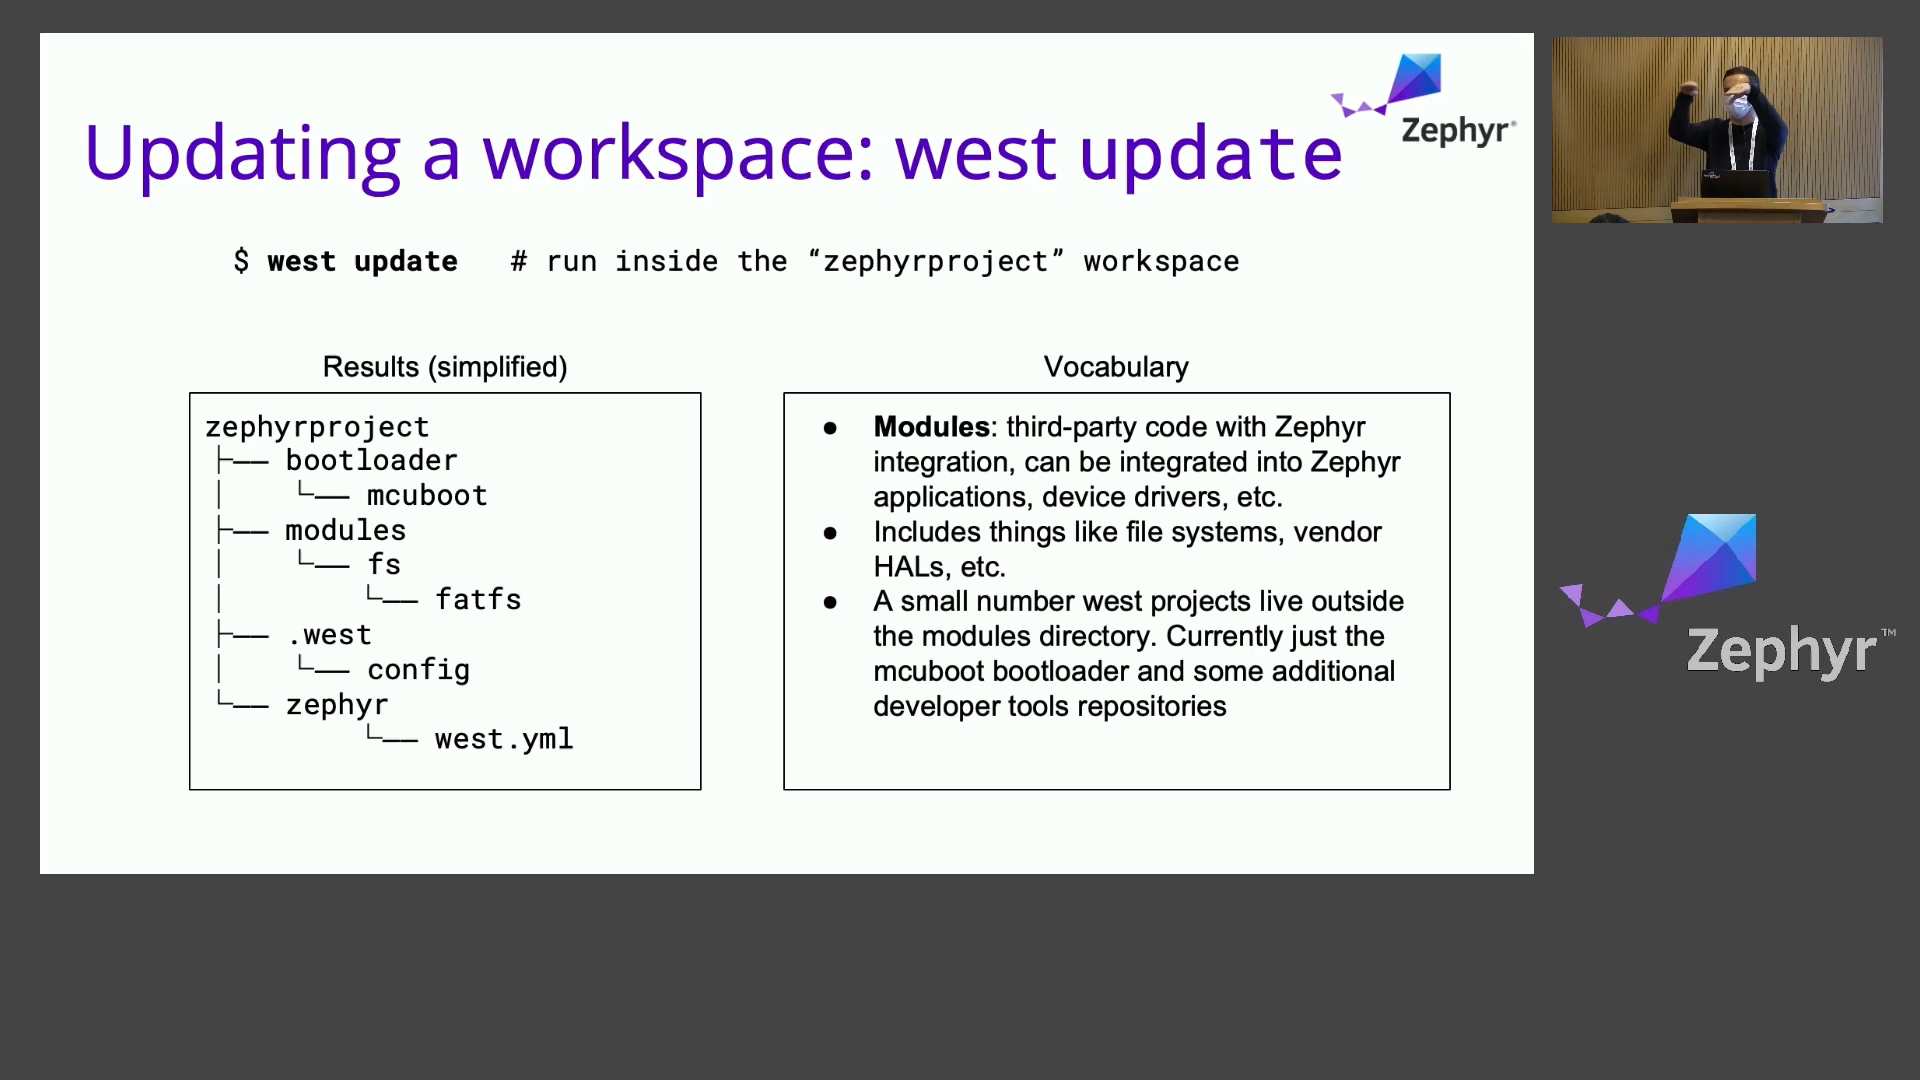 Zephyr®
Updating a workspace: west update
$ west update # run inside the “zephyrproject” workspace
Results (simplified)
zephyrproject
├── bootloader
│ └── mcuboot
├── modules
│ └── fs
│ └── fatfs
├── .west
│ └── config
└── zephyr
└── west.yml
Vocabulary
● Modules: third-party code with Zephyr
integration, can be integrated into Zephyr
applications, device drivers, etc.
● Includes things like file systems, vendor
HALs, etc.
● A small number west projects live outside
the modules directory. Currently just the
mcuboot bootloader and some additional
developer tools repositories
Zephyr™